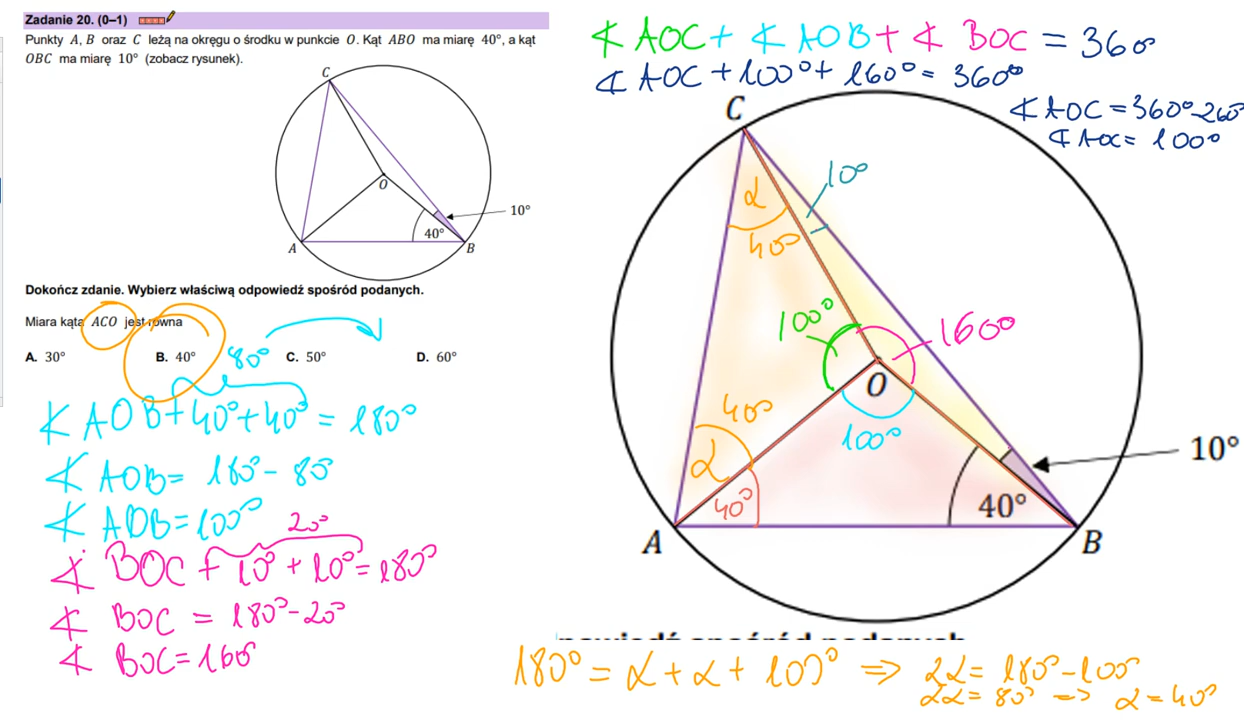 Zadanie 20. (0–1)
Punkty A, B oraz C leżą na okręgu o środku w punkcie O. Kąt ABO ma miarę 40°, a kąt
OBC ma miarę 10° (zobacz rysunek).
C
O
10°
40°
A
B
Dokończ zdanie. Wybierz właściwą odpowiedź spośród podanych.
Miara kąta ACO jest równa
A. 30° B. 40° C. 50° D. 60°
80°
∢ AOB + 40° + 40° = 180°
∢ AOB = 180° - 80°
∢ AOB = 100°
20°
∢ BOC + 10° + 10° = 180°
∢ BOC = 180° - 20°
∢ BOC = 160°
∢ AOC + ∢ AOB + ∢ BOC = 360°
∢ AOC + 100° + 160° = 360°
∢ AOC = 360° - 260°
∢ AOC = 100°
C
10°
α
40°
100°
160°
O
40°
100°
α
10°
40°
40°
A
B
180° = α + α + 100° => 2α = 180° - 100°
2α = 80° => α = 40°